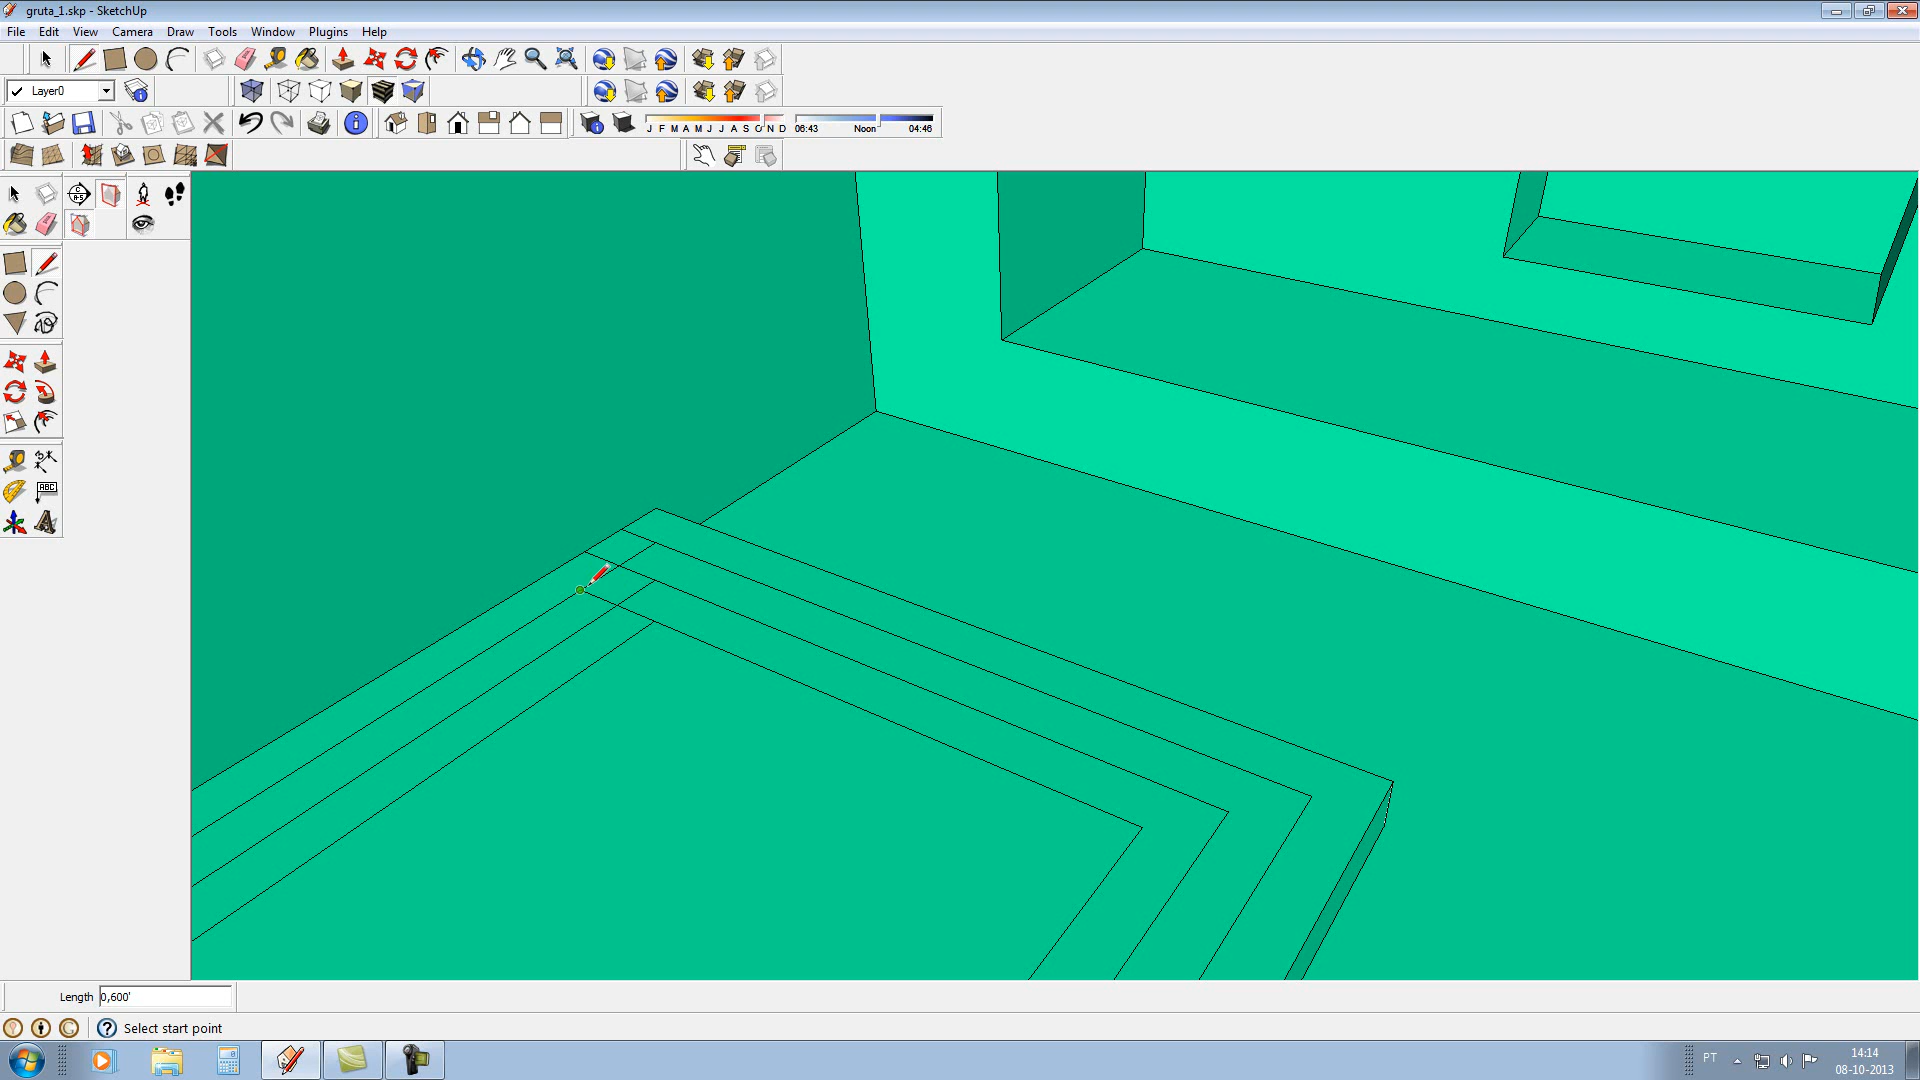 gruta_1.skp - SketchUp
File Edit View Camera Draw Tools Window Plugins Help
Layer0
J F M A M J J A S O N D 06:43 Noon 04:46
ABC
Length 0,600'
Select start point
PT 14:14
08-10-2013